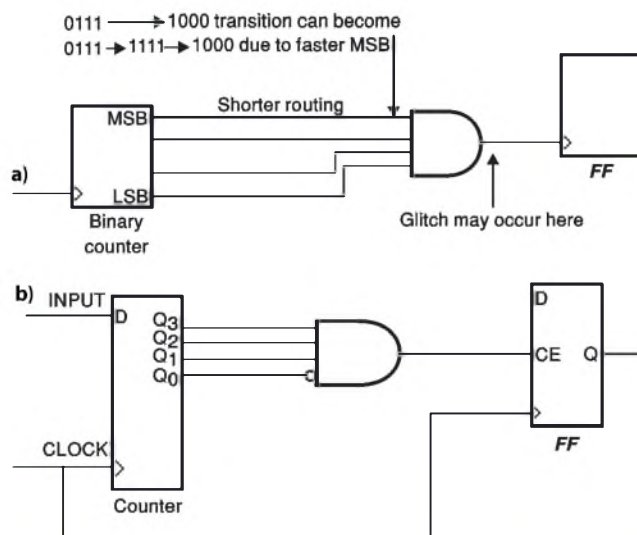 0111 → 1000 transition can become
0111 → 1111 → 1000 due to faster MSB
MSB
Shorter routing
a)
LSB
FF
Binary
counter
Glitch may occur here
b)
INPUT
D
Q3
Q2
Q1
Q0
D
CE
Q
CLOCK
FF
Counter